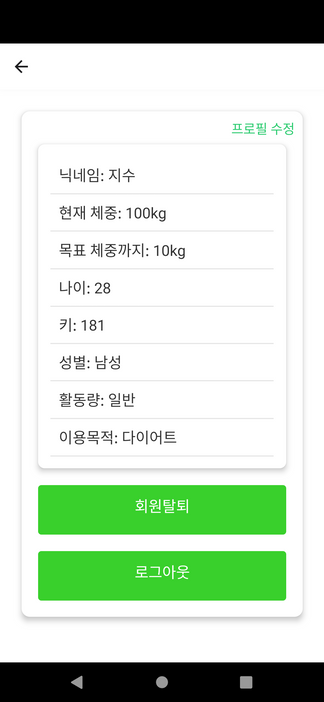 프로필 수정
닉네임: 지수
현재 체중: 100kg
목표 체중까지: 10kg
나이: 28
키: 181
성별: 남성
활동량: 일반
이용목적: 다이어트
회원탈퇴
로그아웃